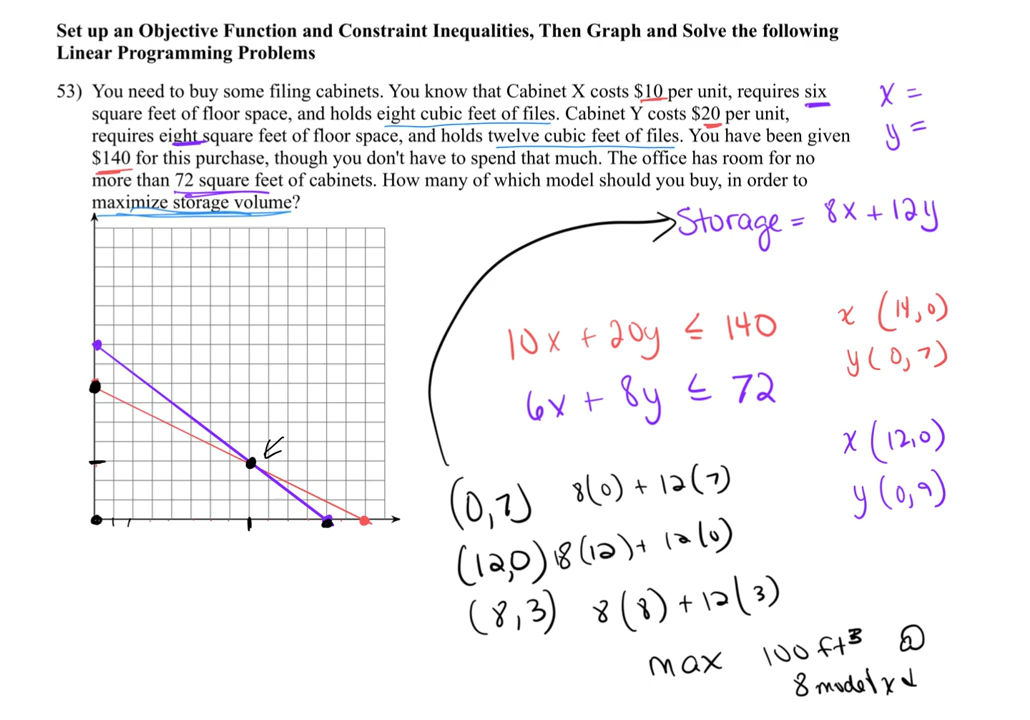 Set up an Objective Function and Constraint Inequalities, Then Graph and Solve the following
Linear Programming Problems
53) You need to buy some filing cabinets. You know that Cabinet X costs $10 per unit, requires six
square feet of floor space, and holds eight cubic feet of files. Cabinet Y costs $20 per unit,
requires eight square feet of floor space, and holds twelve cubic feet of files. You have been given
$140 for this purchase, though you don't have to spend that much. The office has room for no
more than 72 square feet of cabinets. How many of which model should you buy, in order to
maximize storage volume?
x =
y =
Storage = 8x + 12y
10x + 20y ≤ 140
6x + 8y ≤ 72
x (14,0)
y (0,7)
x (12,0)
y (0,9)
(0,7) 8(0) + 12(7)
(12,0) 8(12) + 12(0)
(8,3) 8(8) + 12(3)
max 100 ft³ @
8 model x